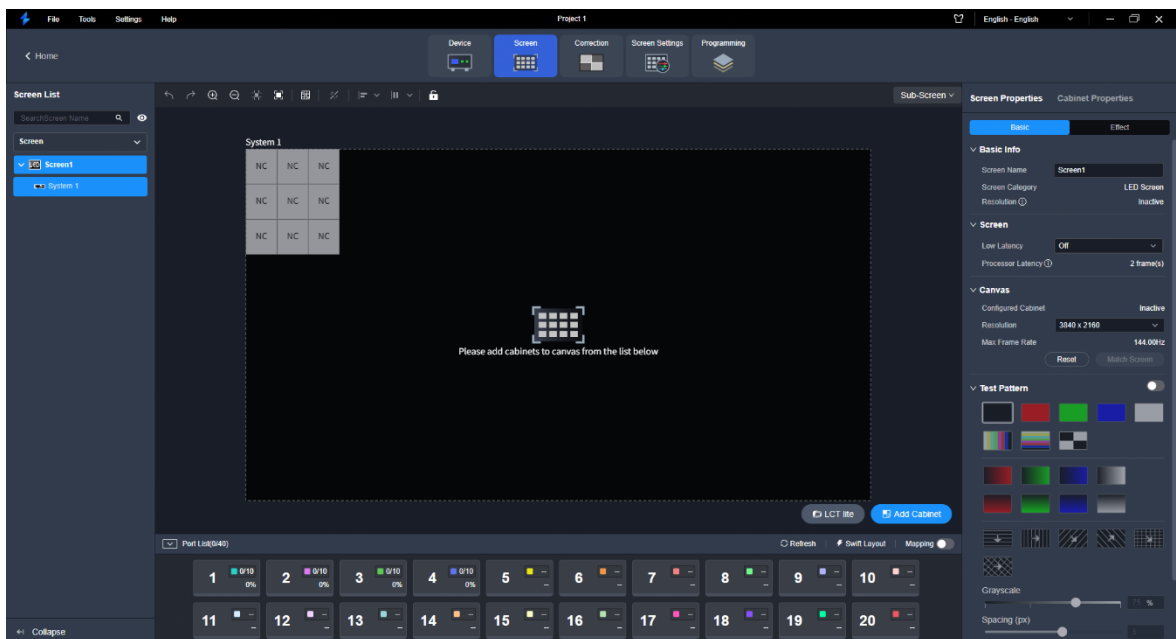 File Tools Settings Help Project 1 English - English
Home
Device Screen Correction Screen Settings Programming
Screen List
SearchScreen Name
Screen
Screen1
System 1
Collapse
Sub-Screen
System 1
NC NC NC
NC NC NC
NC NC NC
Please add cabinets to canvas from the list below
LCT lite Add Cabinet
Port List(0/40) Refresh Swift Layout Mapping
1 0/10 0% 2 0/10 0% 3 0/10 0% 4 0/10 0% 5 -- -- 6 -- -- 7 -- -- 8 -- -- 9 -- -- 10 -- --
11 -- -- 12 -- -- 13 -- -- 14 -- -- 15 -- -- 16 -- -- 17 -- -- 18 -- -- 19 -- -- 20 -- --
Screen Properties Cabinet Properties
Basic Effect
Basic Info
Screen Name Screen1
Screen Category LED Screen
Resolution Inactive
Screen
Low Latency Off
Processor Latency 2 frame(s)
Canvas
Configured Cabinet Inactive
Resolution 3840 x 2160
Max Frame Rate 144.00Hz
Reset Match Screen
Test Pattern
Grayscale
%
Spacing (px)